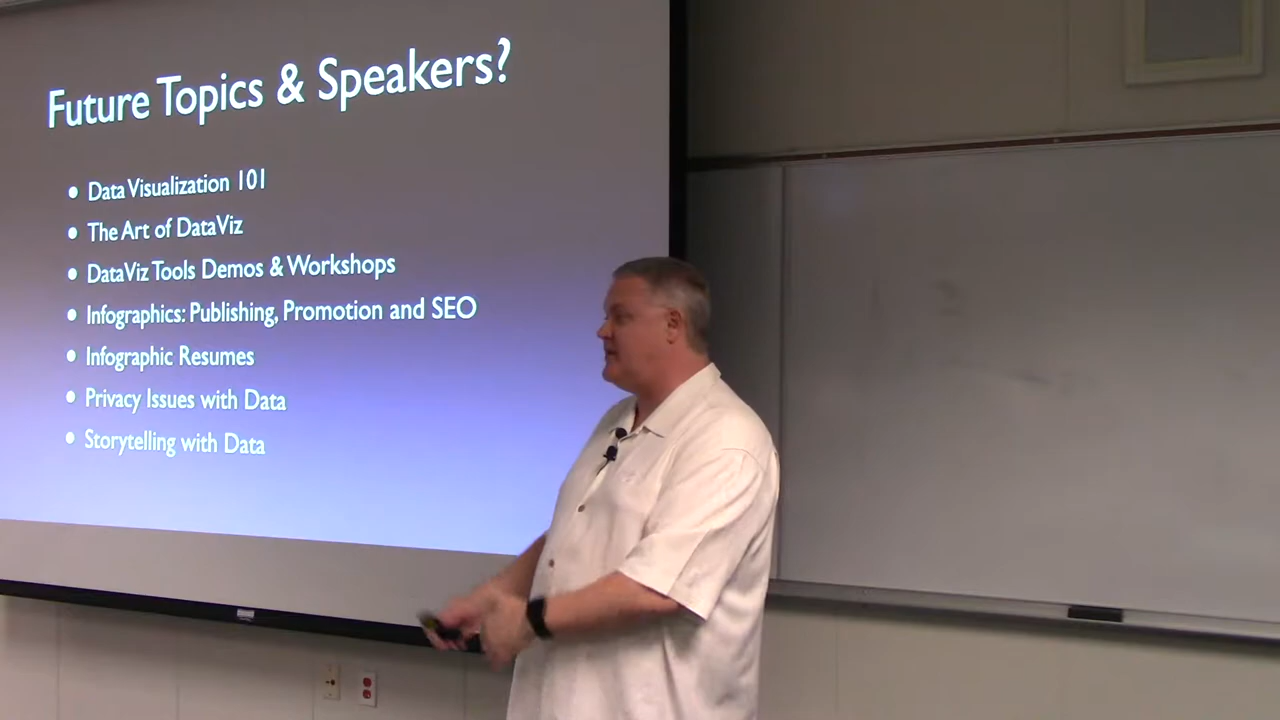 Future Topics & Speakers?
Data Visualization 101
The Art of DataViz
DataViz Tools Demos & Workshops
Infographics: Publishing, Promotion and SEO
Infographic Resumes
Privacy Issues with Data
Storytelling with Data